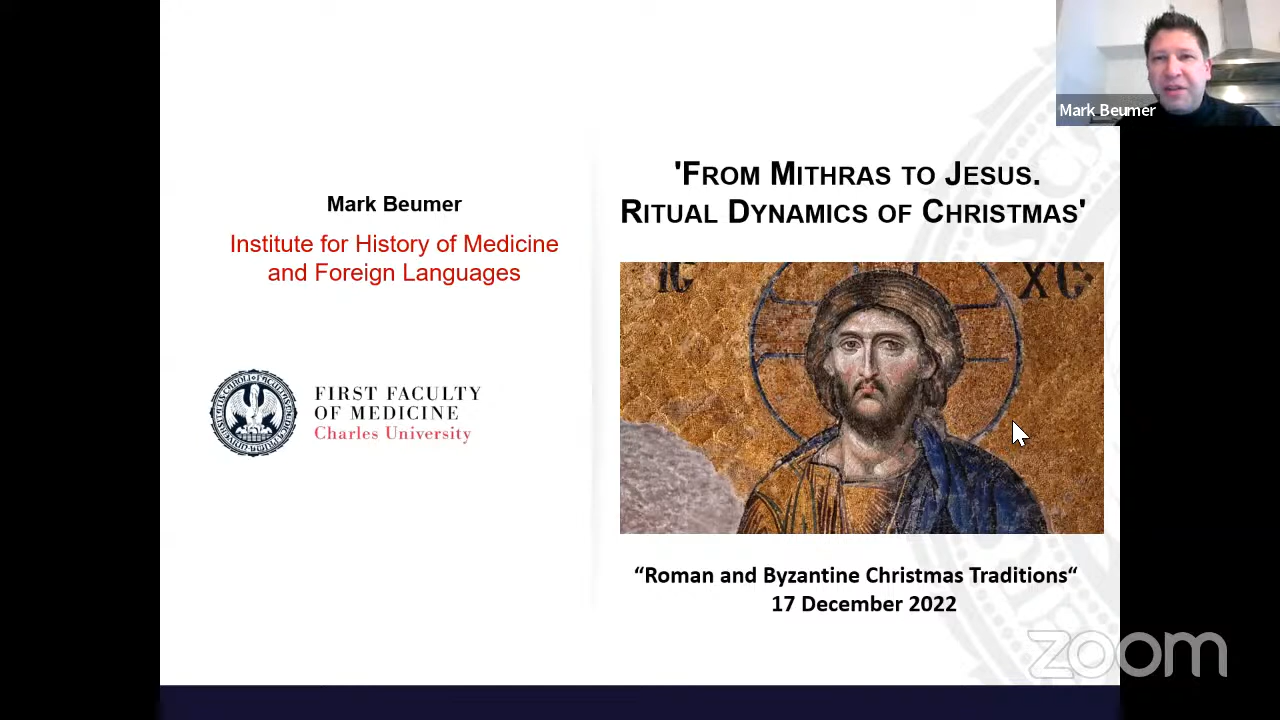 Mark Beumer
'FROM MITHRAS TO JESUS.
RITUAL DYNAMICS OF CHRISTMAS'
Mark Beumer
Institute for History of Medicine
and Foreign Languages
IC
XC
FIRST FACULTY
OF MEDICINE
Charles University
“Roman and Byzantine Christmas Traditions“
17 December 2022
zoom